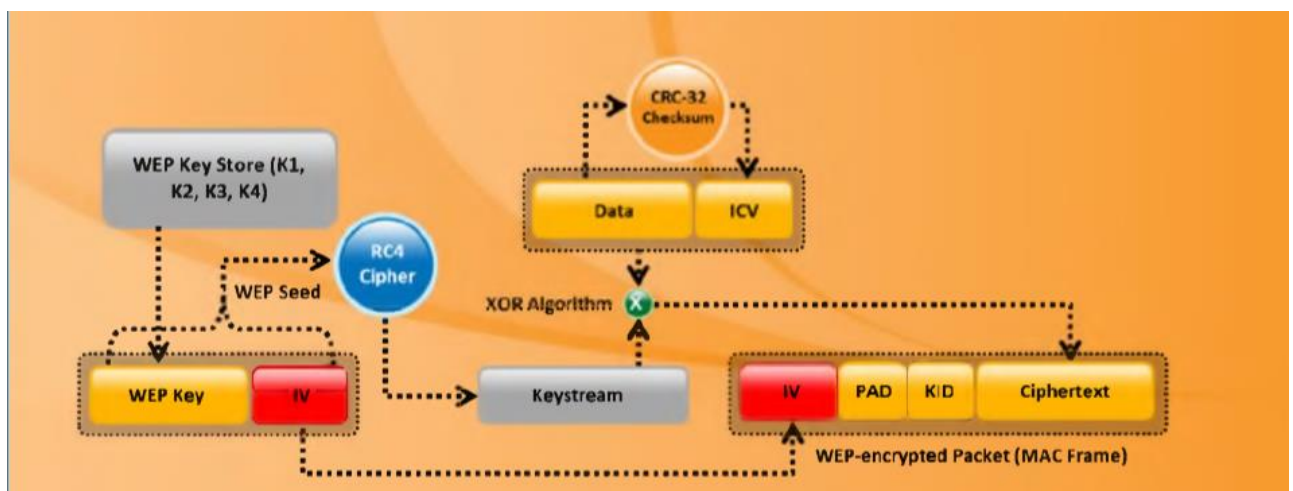 CRC-32
Checksum
WEP Key Store (K1,
K2, K3, K4)
Data
ICV
RC4
Cipher
WEP Seed
XOR Algorithm
X
WEP Key
IV
Keystream
IV
PAD
KID
Ciphertext
WEP-encrypted Packet (MAC Frame)